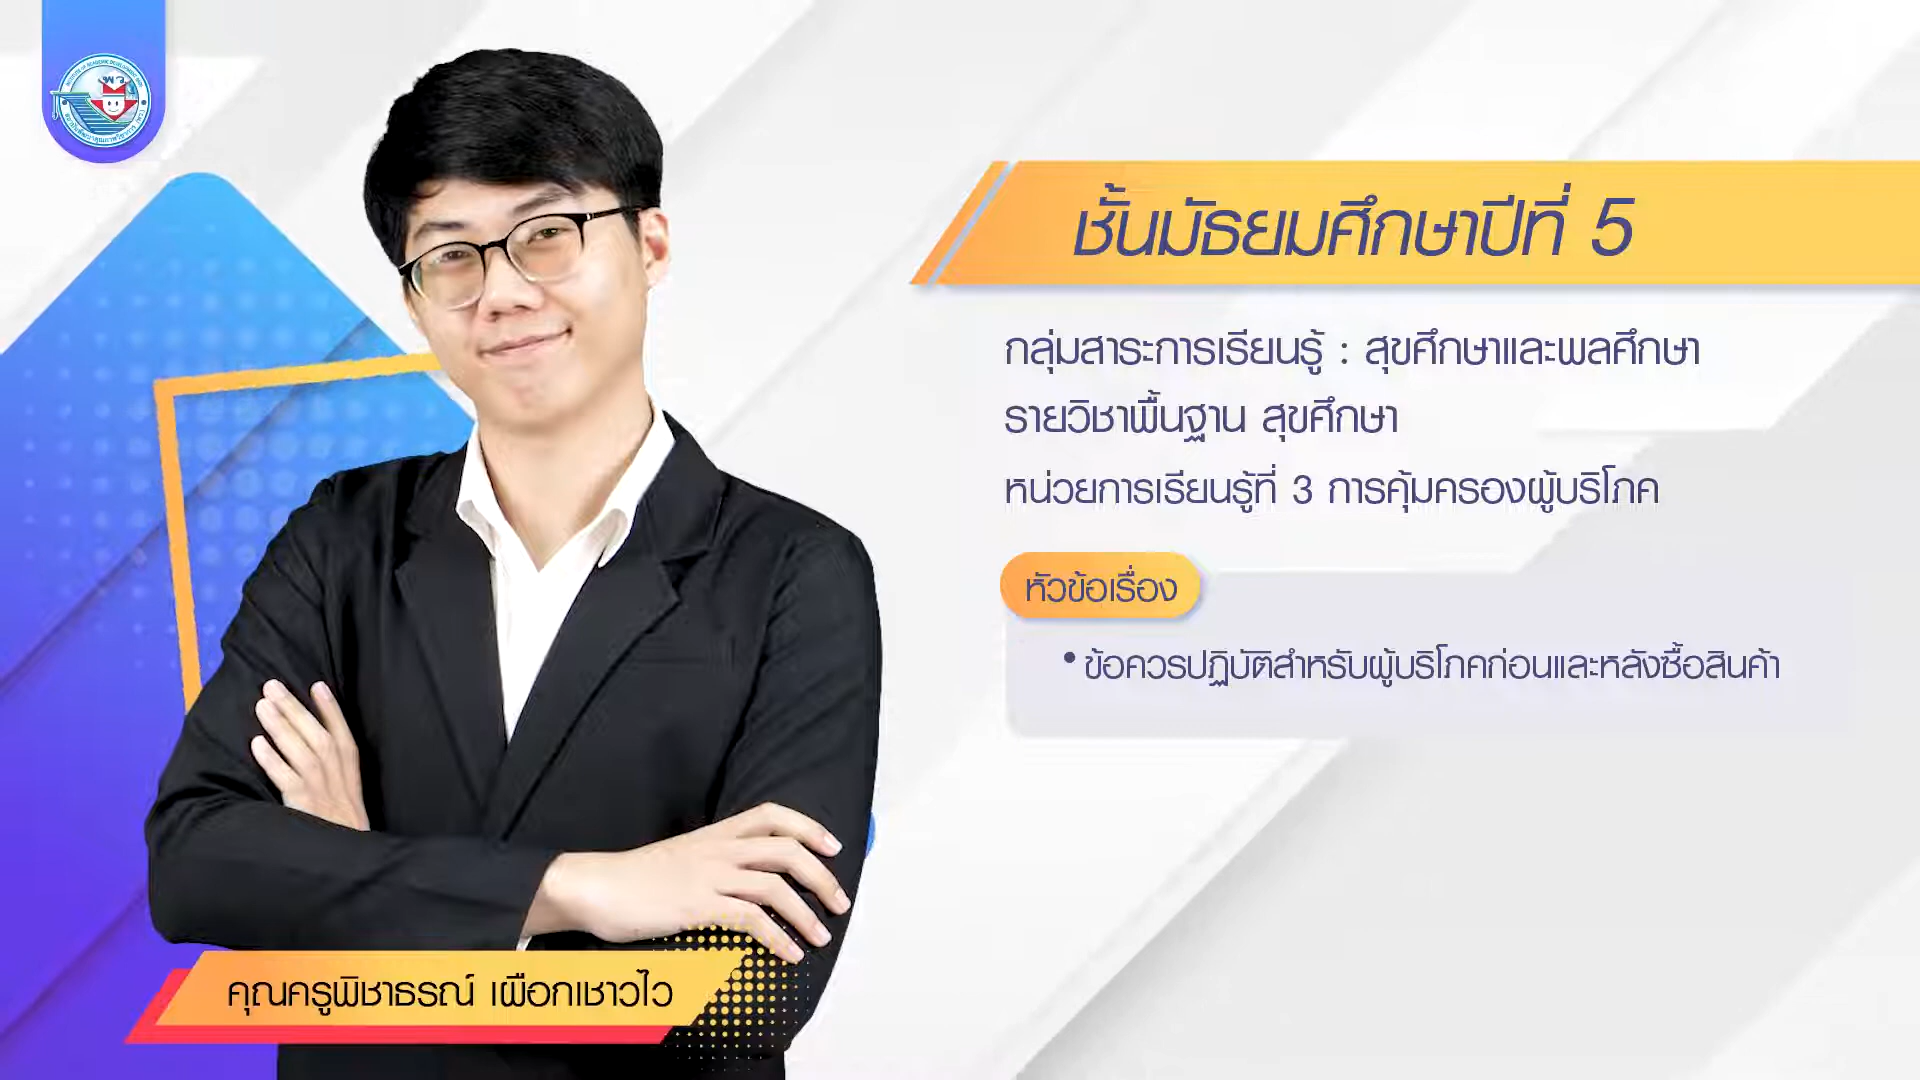 พว
ชั้นมัธยมศึกษาปีที่ 5
กลุ่มสาระการเรียนรู้ : สุขศึกษาและพลศึกษา
รายวิชาพื้นฐาน สุขศึกษา
หน่วยการเรียนรู้ที่ 3 การคุ้มครองผู้บริโภค
หัวข้อเรื่อง
• ข้อควรปฏิบัติสำหรับผู้บริโภคก่อนและหลังซื้อสินค้า
คุณครูพิชาธรณ์ เผือกเชาวไว